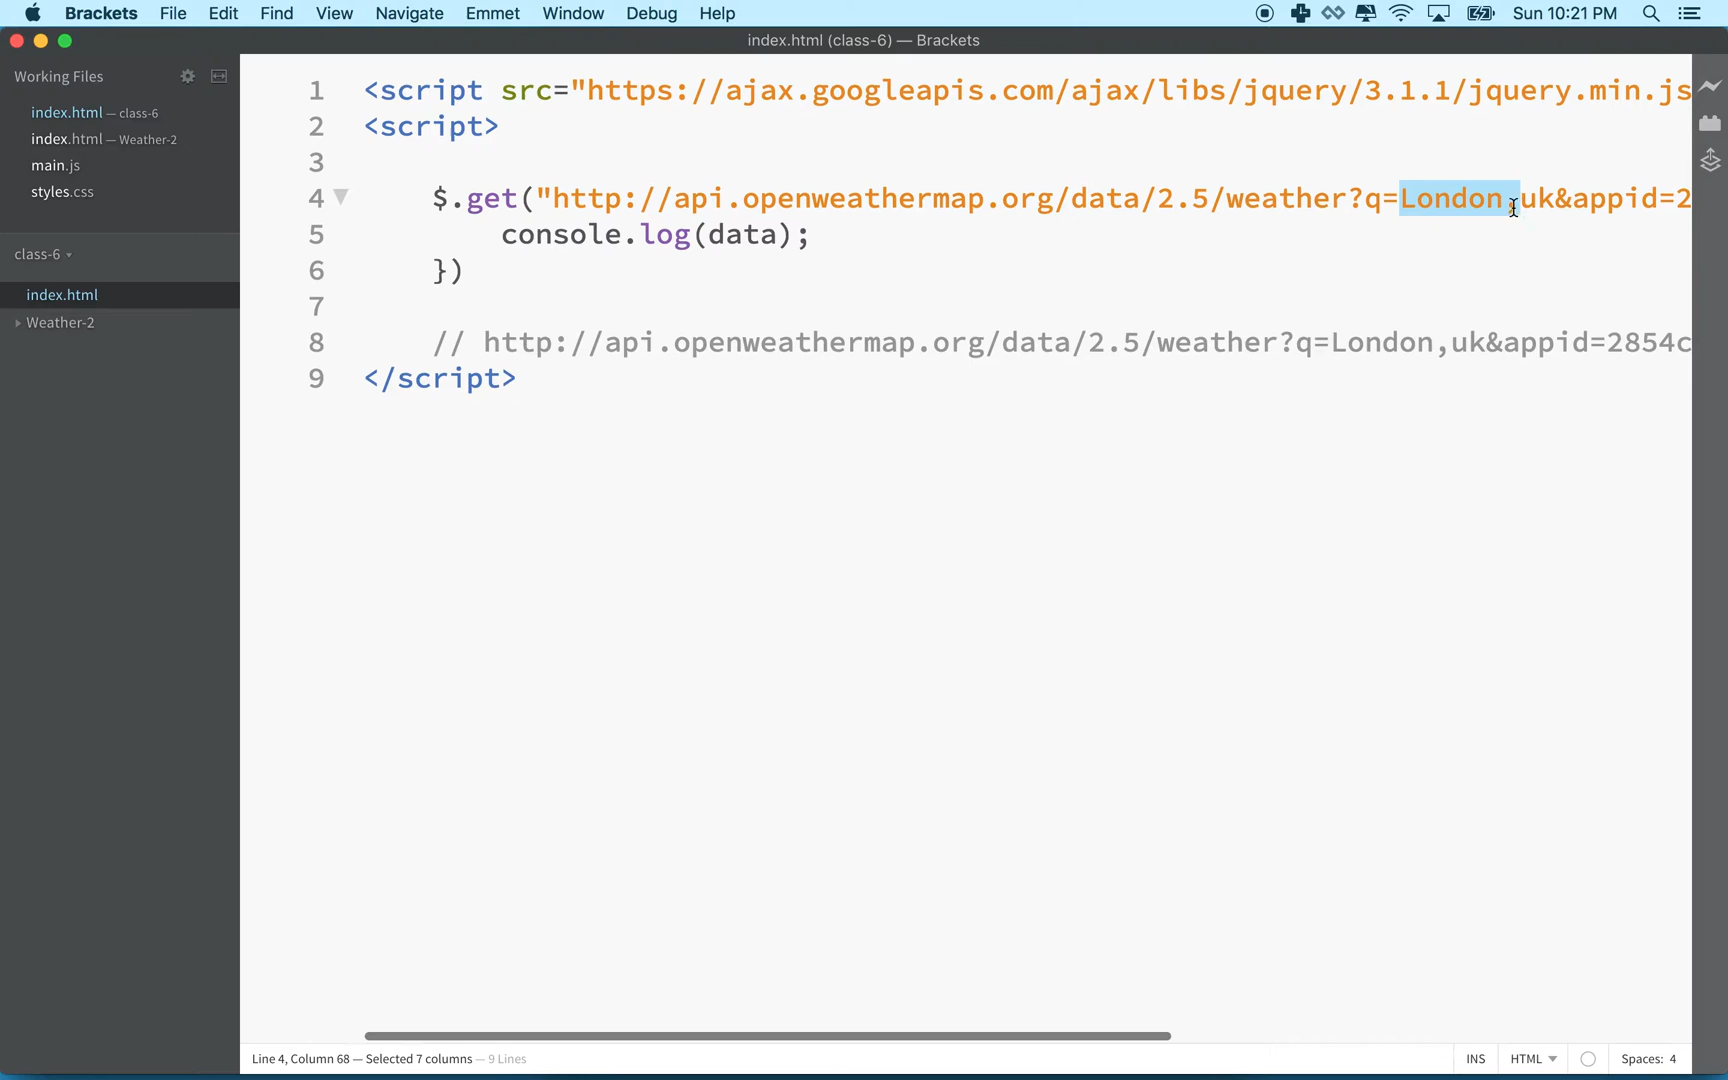 Brackets File Edit Find View Navigate Emmet Window Debug Help Sun 10:21 PM
index.html (class-6) — Brackets
Working Files
index.html — class-6
index.html — Weather-2
main.js
styles.css
class-6
index.html
Weather-2
1 <script src="https://ajax.googleapis.com/ajax/libs/jquery/3.1.1/jquery.min.js
2 <script>
3
4 $.get("http://api.openweathermap.org/data/2.5/weather?q=London,uk&appid=2
5 console.log(data);
6 })
7
8 // http://api.openweathermap.org/data/2.5/weather?q=London,uk&appid=2854c
9 </script>
Line 4, Column 68 — Selected 7 columns — 9 Lines
INS HTML Spaces: 4